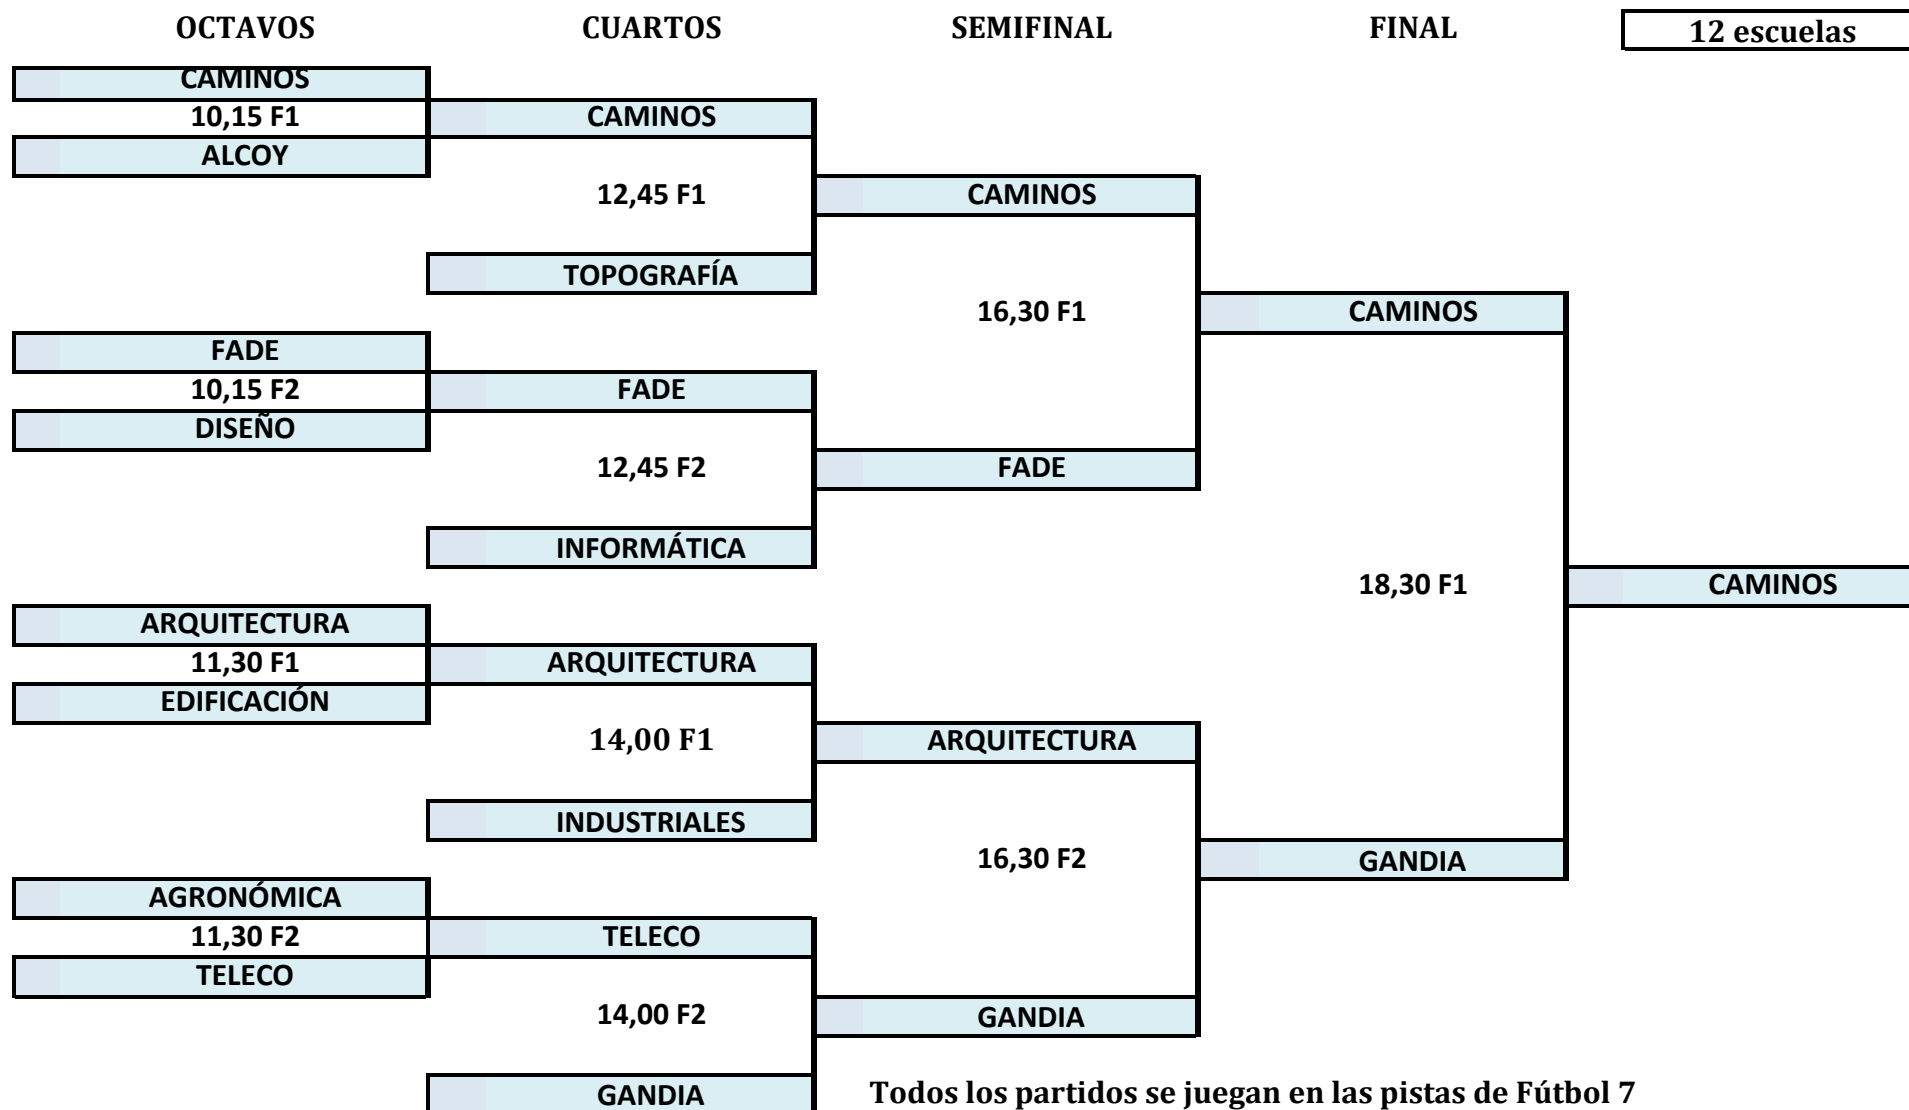 OCTAVOS CUARTOS SEMIFINAL FINAL 12 escuelas
CAMINOS
10,15 F1 CAMINOS
ALCOY
12,45 F1 CAMINOS
TOPOGRAFÍA
16,30 F1 CAMINOS
FADE
10,15 F2 FADE
DISEÑO
12,45 F2 FADE
INFORMÁTICA
18,30 F1 CAMINOS
ARQUITECTURA
11,30 F1 ARQUITECTURA
EDIFICACIÓN
14,00 F1 ARQUITECTURA
INDUSTRIALES
16,30 F2 GANDIA
AGRONÓMICA
11,30 F2 TELECO
TELECO
14,00 F2 GANDIA
GANDIA Todos los partidos se juegan en las pistas de Fútbol 7